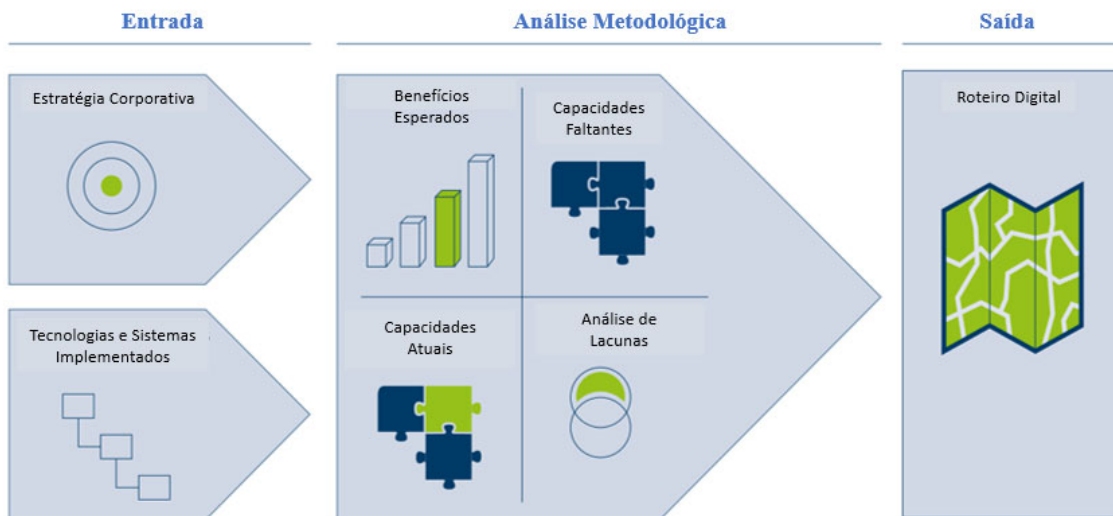 Entrada
Análise Metodológica
Saída
Estratégia Corporativa
Tecnologias e Sistemas
Implementados
Benefícios
Esperados
Capacidades
Faltantes
Capacidades
Atuais
Análise de
Lacunas
Roteiro Digital